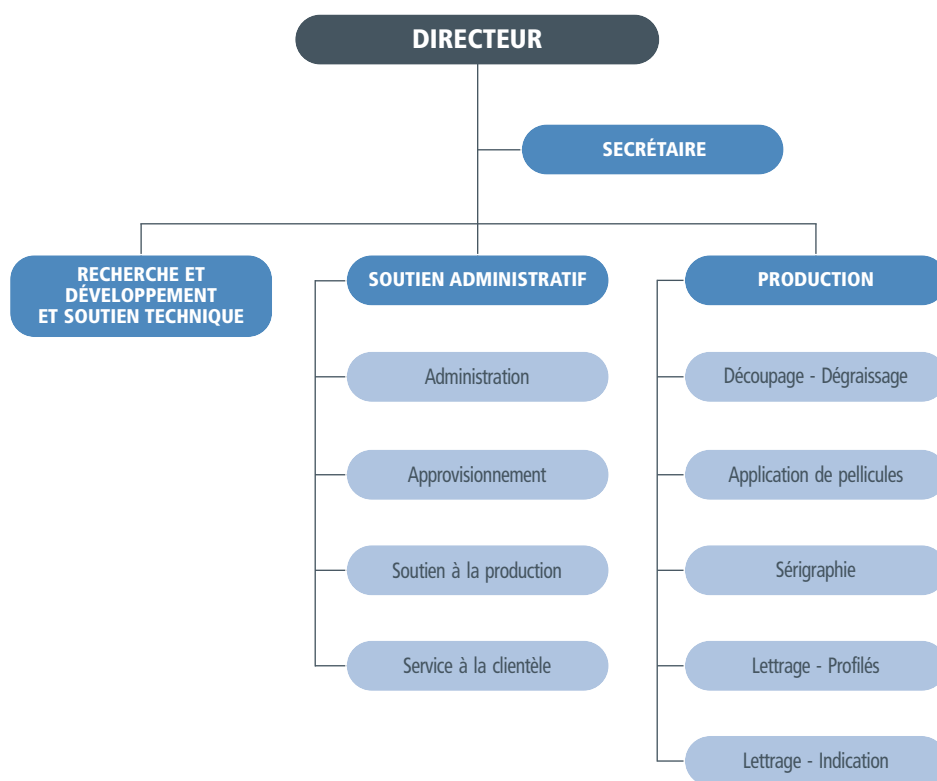 DIRECTEUR
SECRÉTAIRE
RECHERCHE ET
DÉVELOPPEMENT
ET SOUTIEN TECHNIQUE
SOUTIEN ADMINISTRATIF
Administration
Approvisionnement
Soutien à la production
Service à la clientèle
PRODUCTION
Découpage - Dégraissage
Application de pellicules
Sérigraphie
Lettrage - Profilés
Lettrage - Indication